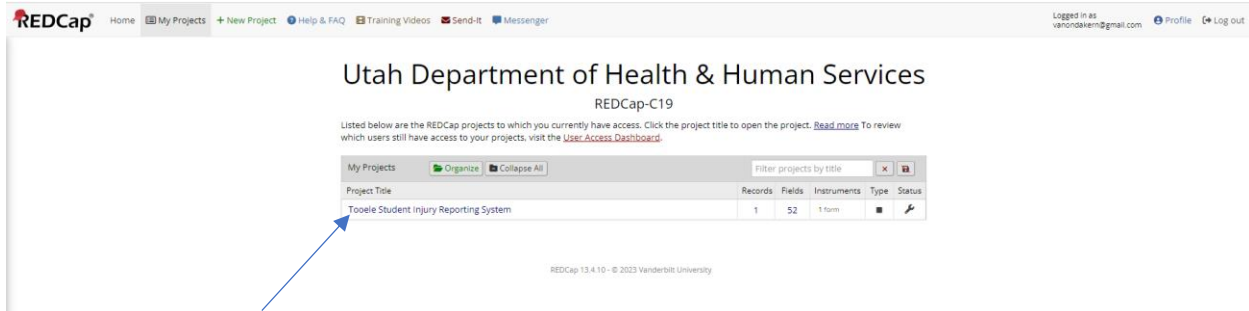 REDCap® Home My Projects + New Project Help & FAQ Training Videos Send-It Messenger
Logged in as
vanondakern@gmail.com
Profile Log out
Utah Department of Health & Human Services
REDCap-C19
Listed below are the REDCap projects to which you currently have access. Click the project title to open the project. Read more To review
which users still have access to your projects, visit the User Access Dashboard.
My Projects Organize Collapse All Filter projects by title x
Project Title Records Fields Instruments Type Status
Tooele Student Injury Reporting System 1 52 1 form
REDCap 13.4.10 - © 2023 Vanderbilt University